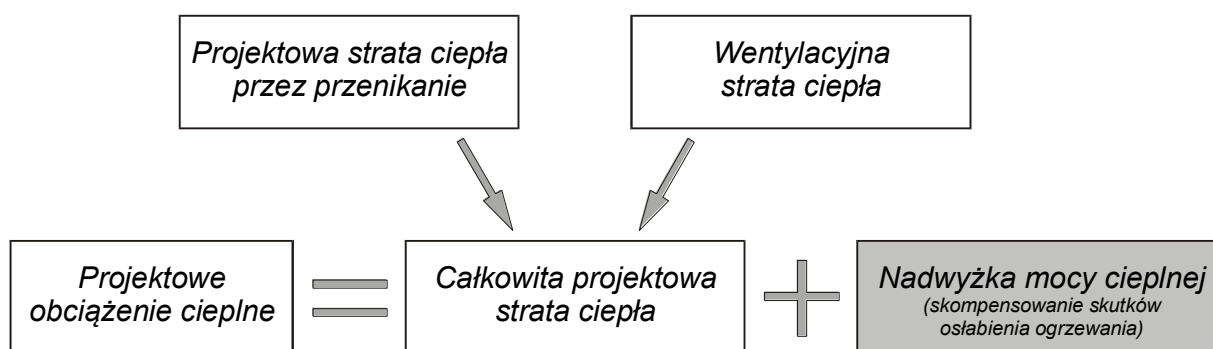 Projektowa strata ciepła
przez przenikanie
Wentylacyjna
strata ciepła
Projektowe
obciążenie cieplne
=
Całkowita projektowa
strata ciepła
+
Nadwyżka mocy cieplnej
(skompensowanie skutków
osłabienia ogrzewania)